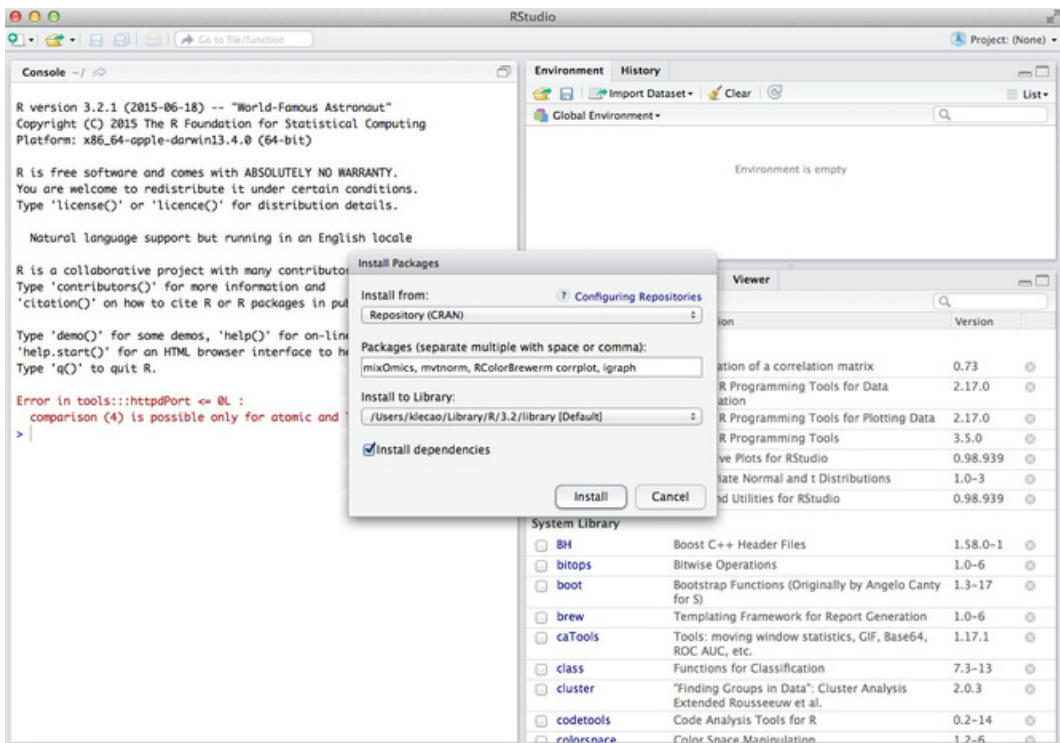 RStudio
Go to file/function
Project: (None)
Console ~/
R version 3.2.1 (2015-06-18) -- "World-Famous Astronaut"
Copyright (C) 2015 The R Foundation for Statistical Computing
Platform: x86_64-apple-darwin13.4.0 (64-bit)
R is free software and comes with ABSOLUTELY NO WARRANTY.
You are welcome to redistribute it under certain conditions.
Type 'license()' or 'licence()' for distribution details.
Natural language support but running in an English locale
R is a collaborative project with many contributo
Type 'contributors()' for more information and
'citation()' on how to cite R or R packages in pu
Type 'demo()' for some demos, 'help()' for on-lin
'help.start()' for an HTML browser interface to he
Type 'q()' to quit R.
Error in tools:::httpdPort <= 0L :
comparison (4) is possible only for atomic and
>
Environment History
Import Dataset Clear List
Global Environment
Environment is empty
Install Packages
Install from: ? Configuring Repositories
Repository (CRAN)
Packages (separate multiple with space or comma):
mixOmics, mvtnorm, RColorBrewerm corrplot, igraph
Install to Library:
/Users/klecao/Library/R/3.2/library [Default]
Install dependencies
Install Cancel
Viewer
ion Version
ation of a correlation matrix 0.73
R Programming Tools for Data 2.17.0
ation
R Programming Tools for Plotting Data 2.17.0
R Programming Tools 3.5.0
ve Plots for RStudio 0.98.939
iate Normal and t Distributions 1.0-3
nd Utilities for RStudio 0.98.939
System Library
BH Boost C++ Header Files 1.58.0-1
bitops Bitwise Operations 1.0-6
boot Bootstrap Functions (Originally by Angelo Canty 1.3-17
for S)
brew Templating Framework for Report Generation 1.0-6
caTools Tools: moving window statistics, GIF, Base64, 1.17.1
ROC AUC, etc.
class Functions for Classification 7.3-13
cluster "Finding Groups in Data": Cluster Analysis 2.0.3
Extended Rousseeuw et al.
codetools Code Analysis Tools for R 0.2-14
colorspace Color Space Manipulation 1.2-6